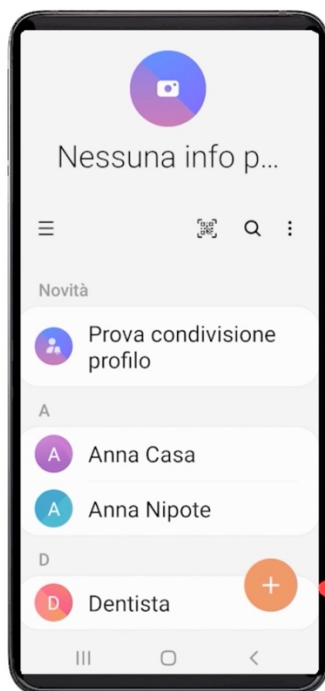 Nessuna info p...
Novità
Prova condivisione
profilo
A
A Anna Casa
A Anna Nipote
D
D Dentista